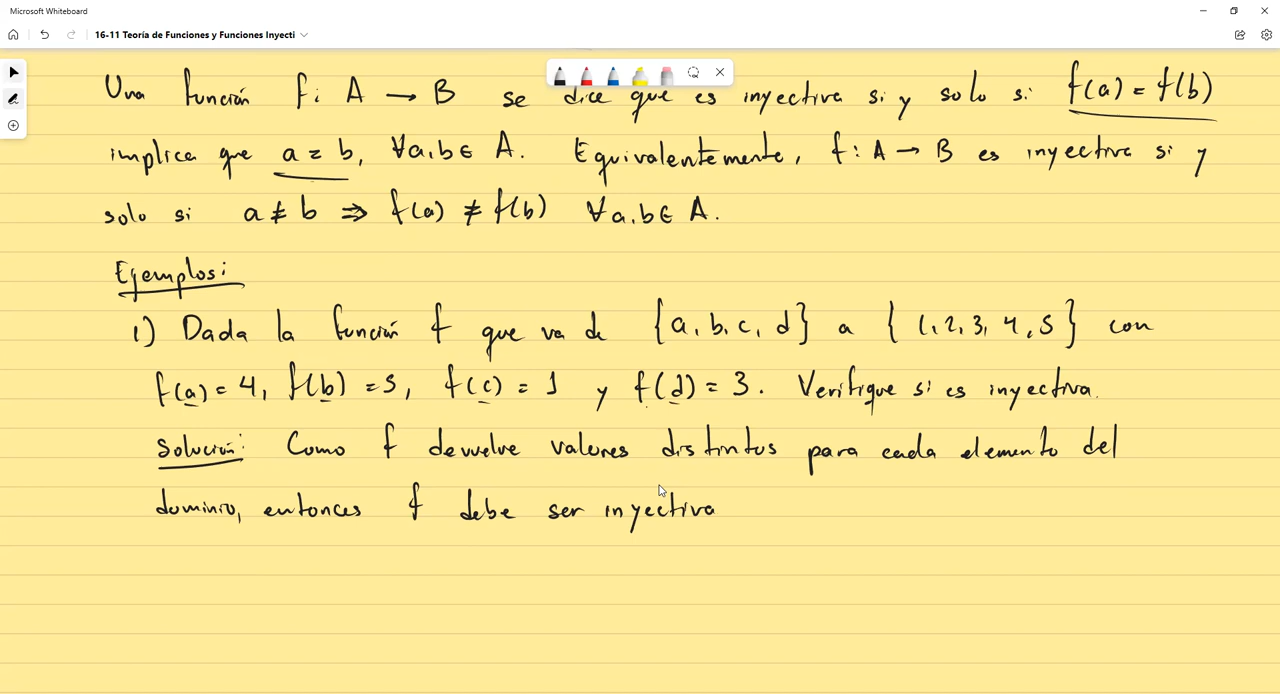 Microsoft Whiteboard
16-11 Teoría de Funciones y Funciones Inyecti
Una función f: A → B se dice que es inyectiva si y solo si f(a) = f(b)
implica que a = b, ∀a,b ∈ A. Equivalentemente, f: A → B es inyectiva si y
solo si a ≠ b ⇒ f(a) ≠ f(b) ∀a,b ∈ A.
Ejemplos:
1) Dada la función f que va de {a, b, c, d} a {1, 2, 3, 4, 5} con
f(a) = 4, f(b) = 5, f(c) = 1 y f(d) = 3. Verifique si es inyectiva.
Solución: Como f devuelve valores distintos para cada elemento del
dominio, entonces f debe ser inyectiva